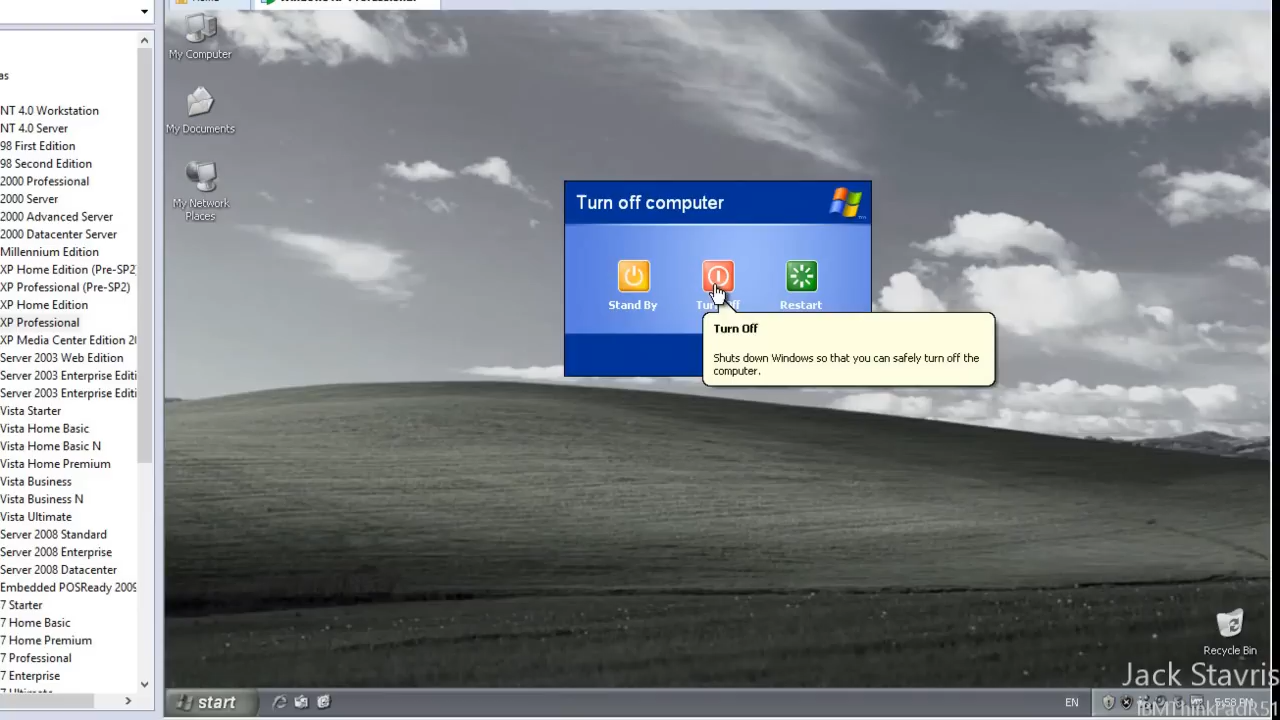 My Computer
My Documents
My Network
Places
as
NT 4.0 Workstation
NT 4.0 Server
98 First Edition
98 Second Edition
2000 Professional
2000 Server
2000 Advanced Server
2000 Datacenter Server
Millennium Edition
XP Home Edition (Pre-SP2
XP Professional (Pre-SP2)
XP Home Edition
XP Professional
XP Media Center Edition 20
Server 2003 Web Edition
Server 2003 Enterprise Editi
Server 2003 Enterprise Editi
Vista Starter
Vista Home Basic
Vista Home Basic N
Vista Home Premium
Vista Business
Vista Business N
Vista Ultimate
Server 2008 Standard
Server 2008 Enterprise
Server 2008 Datacenter
Embedded POSReady 2009
7 Starter
7 Home Basic
7 Home Premium
7 Professional
7 Enterprise
Turn off computer
Stand By
Restart
Turn Off
Shuts down Windows so that you can safely turn off the
computer.
Recycle Bin
Jack Stavris
start
EN
5:58 PM
IBMThinkPadR51